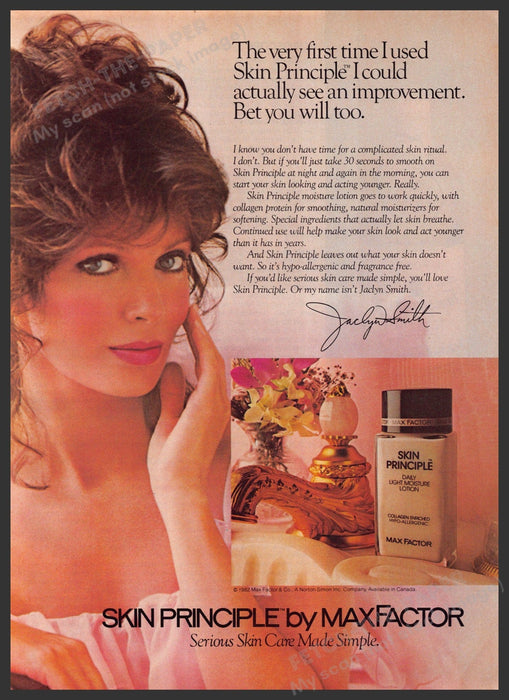 The very first time I used
Skin Principle™ I could
actually see an improvement.
Bet you will too.
I know you don't have time for a complicated skin ritual.
I don't. But if you'll just take 30 seconds to smooth on
Skin Principle at night and again in the morning, you can
start your skin looking and acting younger. Really.
Skin Principle moisture lotion goes to work quickly, with
collagen protein for smoothing, natural moisturizers for
softening. Special ingredients that actually let skin breathe.
Continued use will help make your skin look and act younger
than it has in years.
And Skin Principle leaves out what your skin doesn't
want. So it's hypo-allergenic and fragrance free.
If you'd like serious skin care made simple, you'll love
Skin Principle. Or my name isn't Jaclyn Smith.
Jaclyn Smith
MAX FACTOR
SKIN
PRINCIPLE™
DAILY
LIGHT MOISTURE
LOTION
COLLAGEN ENRICHED
HYPO-ALLERGENIC
MAX FACTOR
© 1982 Max Factor & Co., A Norton Simon Inc. Company. Available in Canada.
SKIN PRINCIPLE™ by MAX FACTOR
Serious Skin Care Made Simple.
My scan (not stock image)